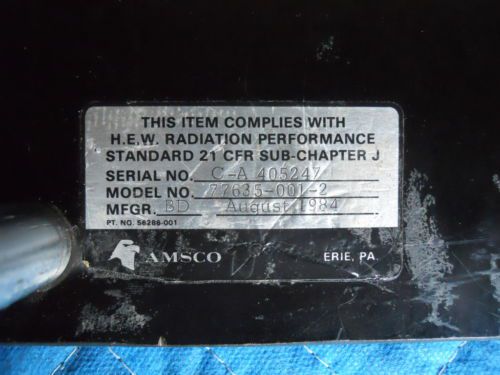 THIS ITEM COMPLIES WITH
H.E.W. RADIATION PERFORMANCE
STANDARD 21 CFR SUB-CHAPTER J
SERIAL NO. C-A 405247
MODEL NO. 77635-001-2
MFGR. BD August 1984
PT. NO. 56286-001
AMSCO ERIE, PA.